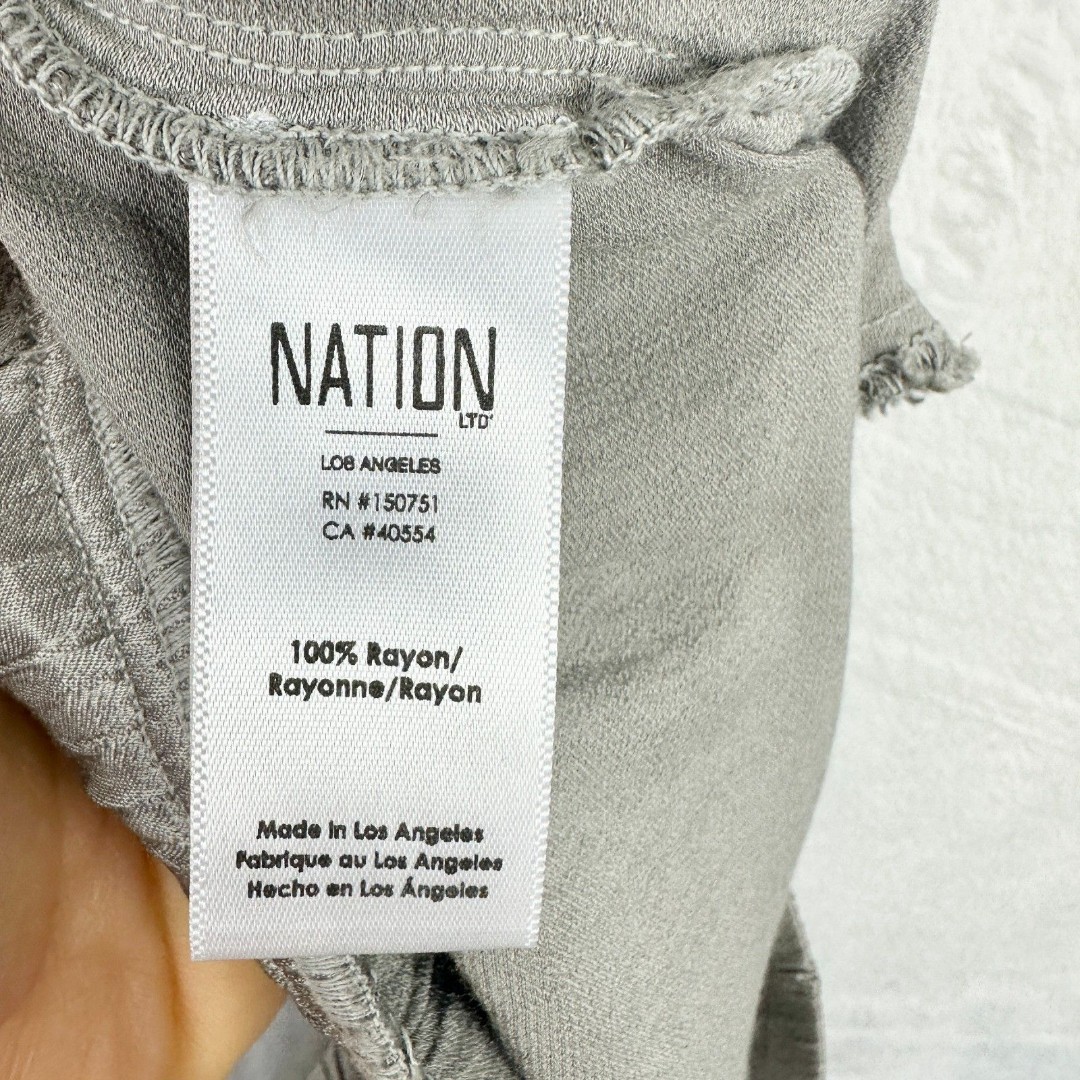 NATION
LTD
LOS ANGELES
RN #150751
CA #40554
100% Rayon/
Rayonne/Rayon
Made in Los Angeles
Fabrique au Los Angeles
Hecho en Los Ángeles